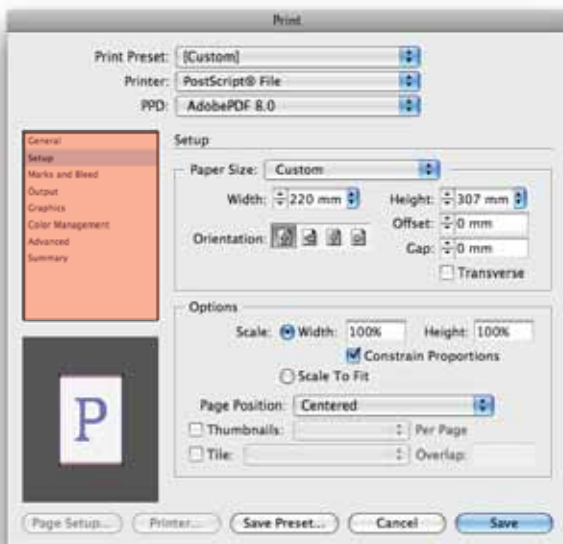 Print
Print Preset: [Custom]
Printer: PostScript® File
PPD: AdobePDF 8.0
General
Setup
Marks and Bleed
Output
Graphics
Color Management
Advanced
Summary
Setup
Paper Size: Custom
Width: 220 mm Height: 307 mm
Orientation: Offset: 0 mm
Gap: 0 mm
Transverse
Options
Scale: Width: 100% Height: 100%
Constrain Proportions
Scale To Fit
Page Position: Centered
Thumbnails: Per Page
Tile: Overlap:
P
Page Setup... Printer... Save Preset... Cancel Save